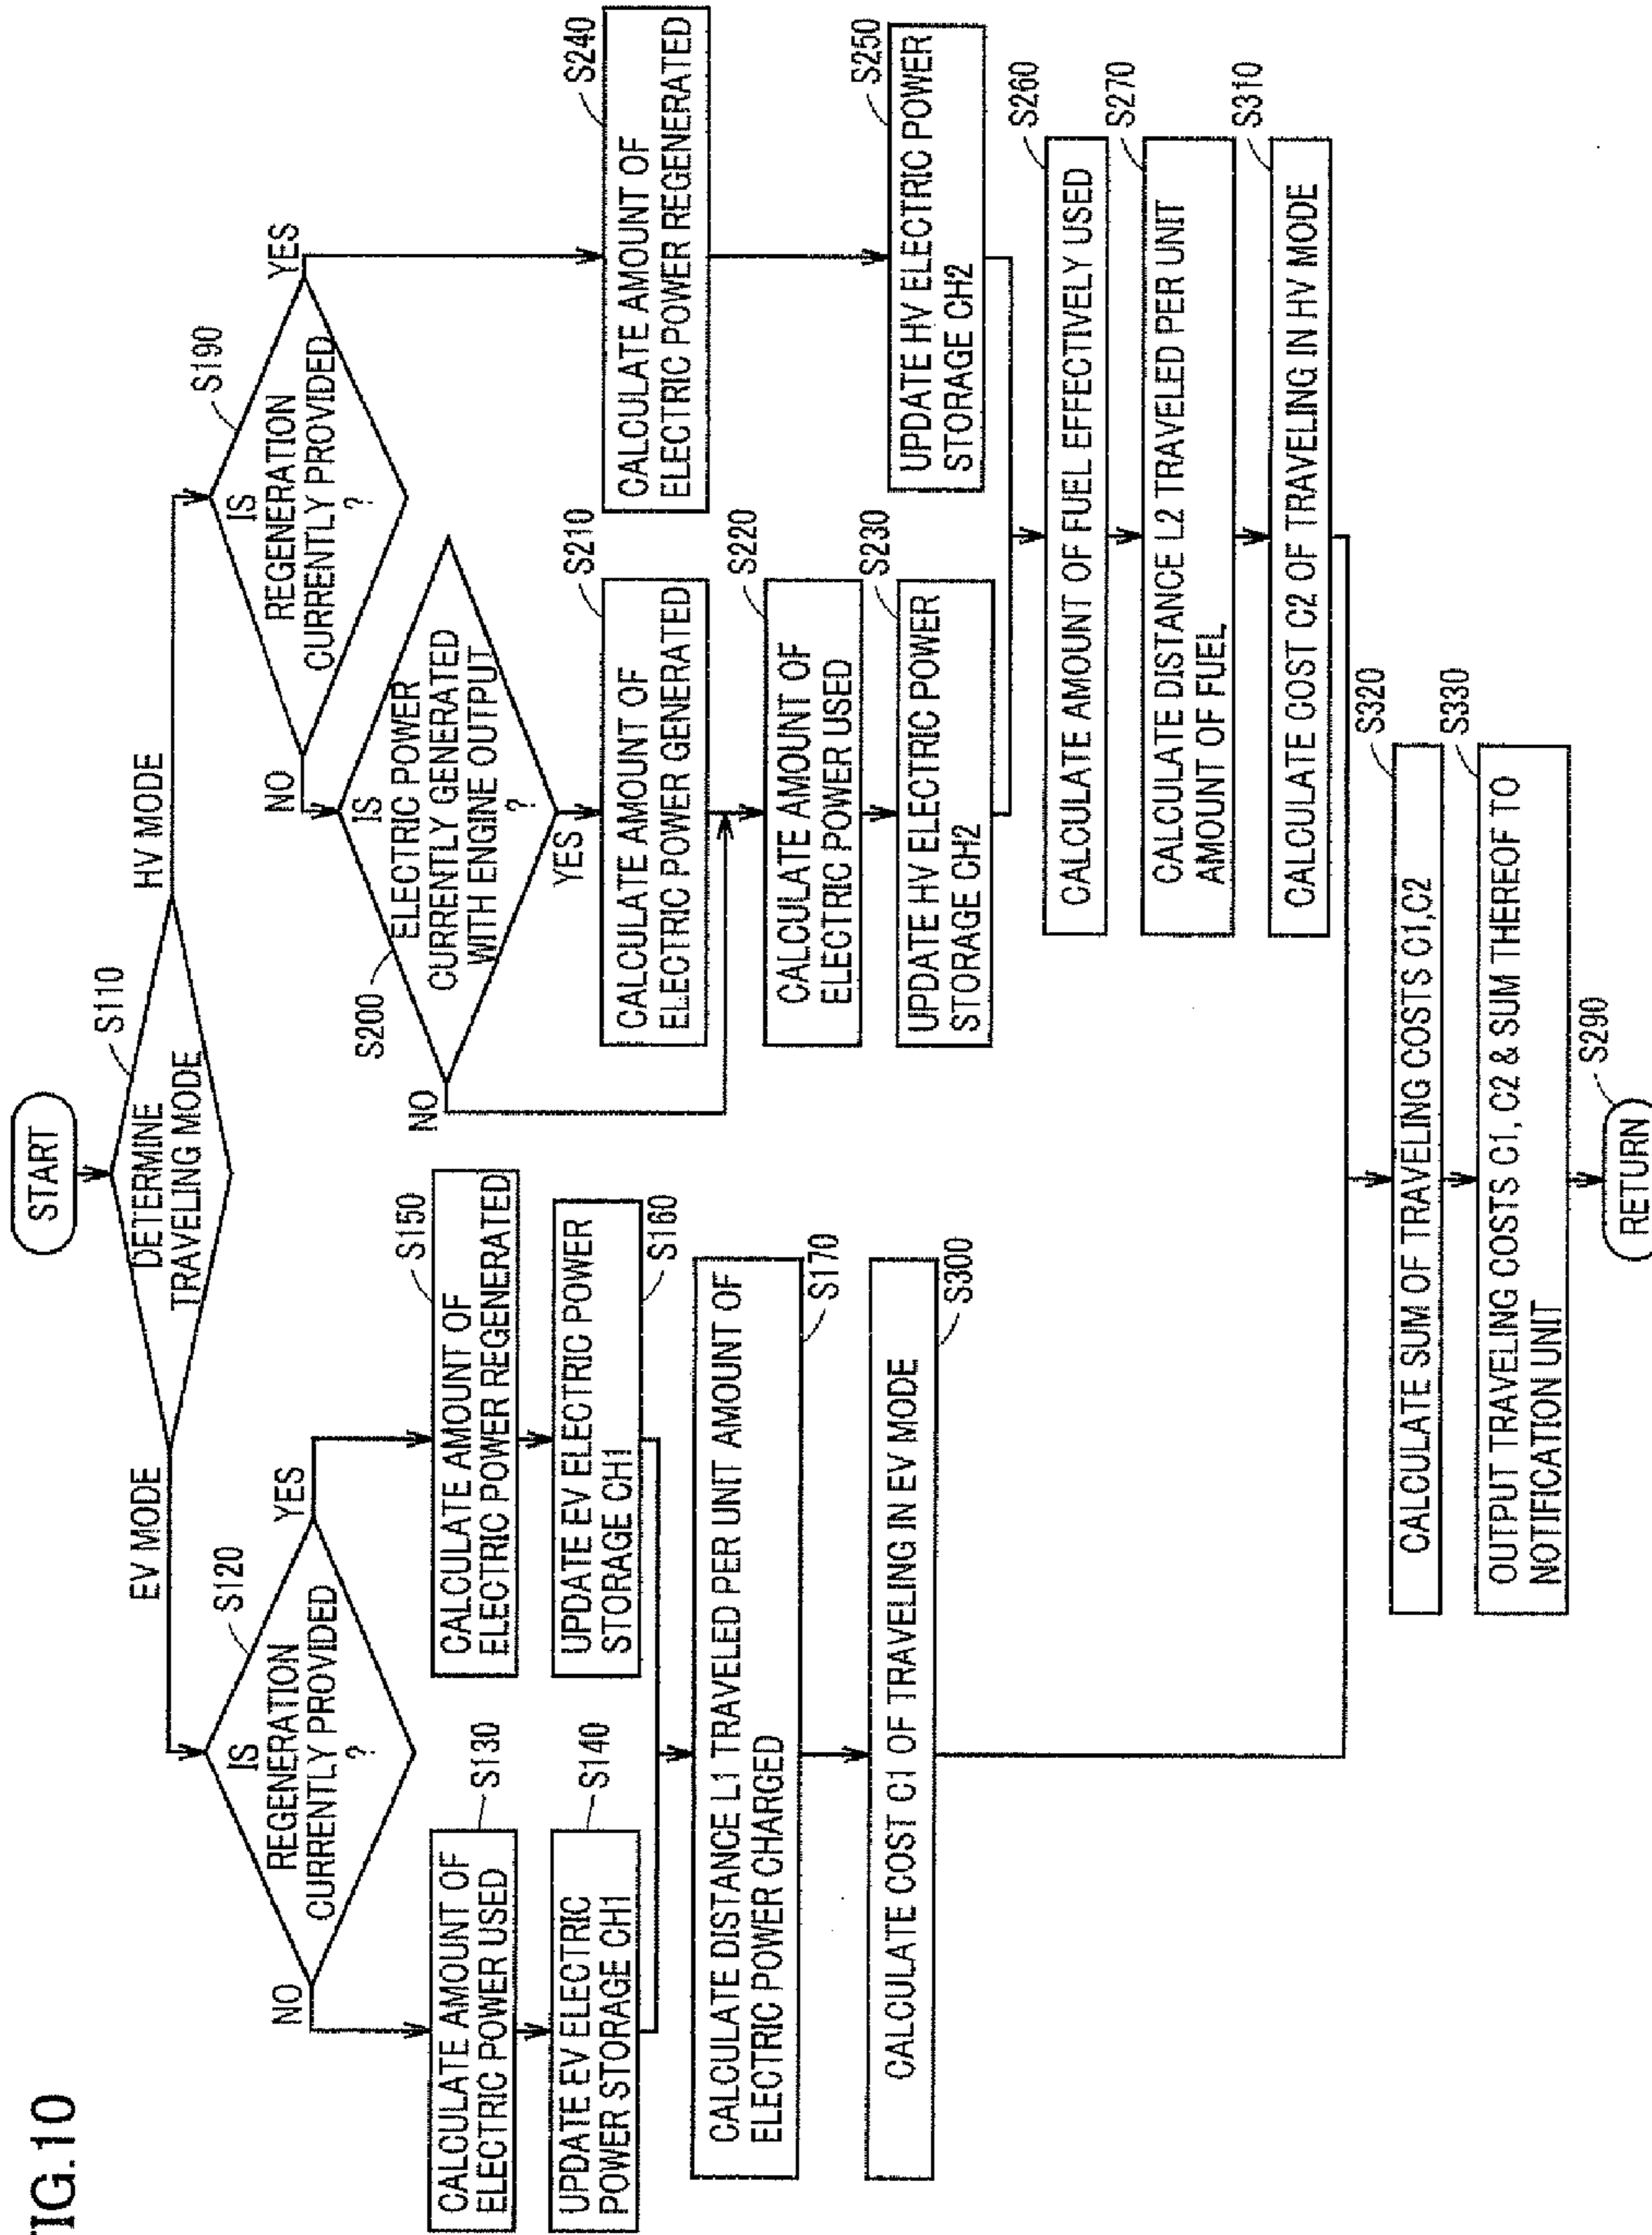 FIG.10
START
DETERMINE
TRAVELING MODE
S110
EV MODE
HV MODE
IS
REGENERATION
CURRENTLY PROVIDED
?
S120
NO
YES
CALCULATE AMOUNT OF
ELECTRIC POWER USED
S130
UPDATE EV ELECTRIC
POWER STORAGE CH1
S140
CALCULATE AMOUNT OF
ELECTRIC POWER REGENERATED
S150
UPDATE EV ELECTRIC POWER
STORAGE CH1
S160
CALCULATE DISTANCE L1 TRAVELED PER UNIT AMOUNT OF
ELECTRIC POWER CHARGED
S170
CALCULATE COST C1 OF TRAVELING IN EV MODE
S300
IS
REGENERATION
CURRENTLY PROVIDED
?
S190
NO
YES
IS
ELECTRIC POWER
CURRENTLY GENERATED
WITH ENGINE OUTPUT
?
S200
NO
YES
CALCULATE AMOUNT OF
ELECTRIC POWER GENERATED
S210
CALCULATE AMOUNT OF
ELECTRIC POWER USED
S220
UPDATE HV ELECTRIC POWER
STORAGE CH2
S230
CALCULATE AMOUNT OF
ELECTRIC POWER REGENERATED
S240
UPDATE HV ELECTRIC POWER
STORAGE CH2
S250
CALCULATE AMOUNT OF FUEL EFFECTIVELY USED
S260
CALCULATE DISTANCE L2 TRAVELED PER UNIT
AMOUNT OF FUEL
S270
CALCULATE COST C2 OF TRAVELING IN HV MODE
S310
CALCULATE SUM OF TRAVELING COSTS C1,C2
S320
OUTPUT TRAVELING COSTS C1, C2 & SUM THEREOF TO
NOTIFICATION UNIT
S330
RETURN
S290